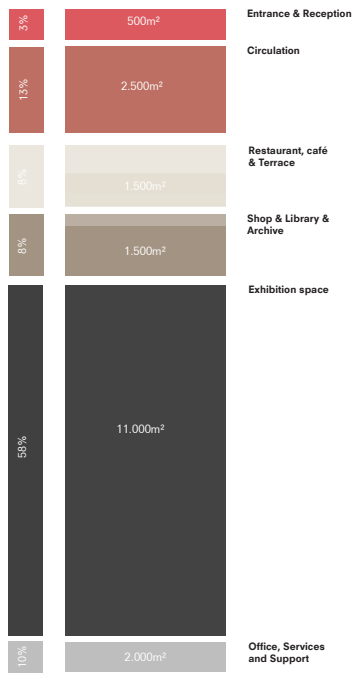 3%
500m²
Entrance & Reception
13%
2.500m²
Circulation
8%
1.500m²
Restaurant, café
& Terrace
8%
1.500m²
Shop & Library &
Archive
58%
11.000m²
Exhibition space
10%
2.000m²
Office, Services
and Support